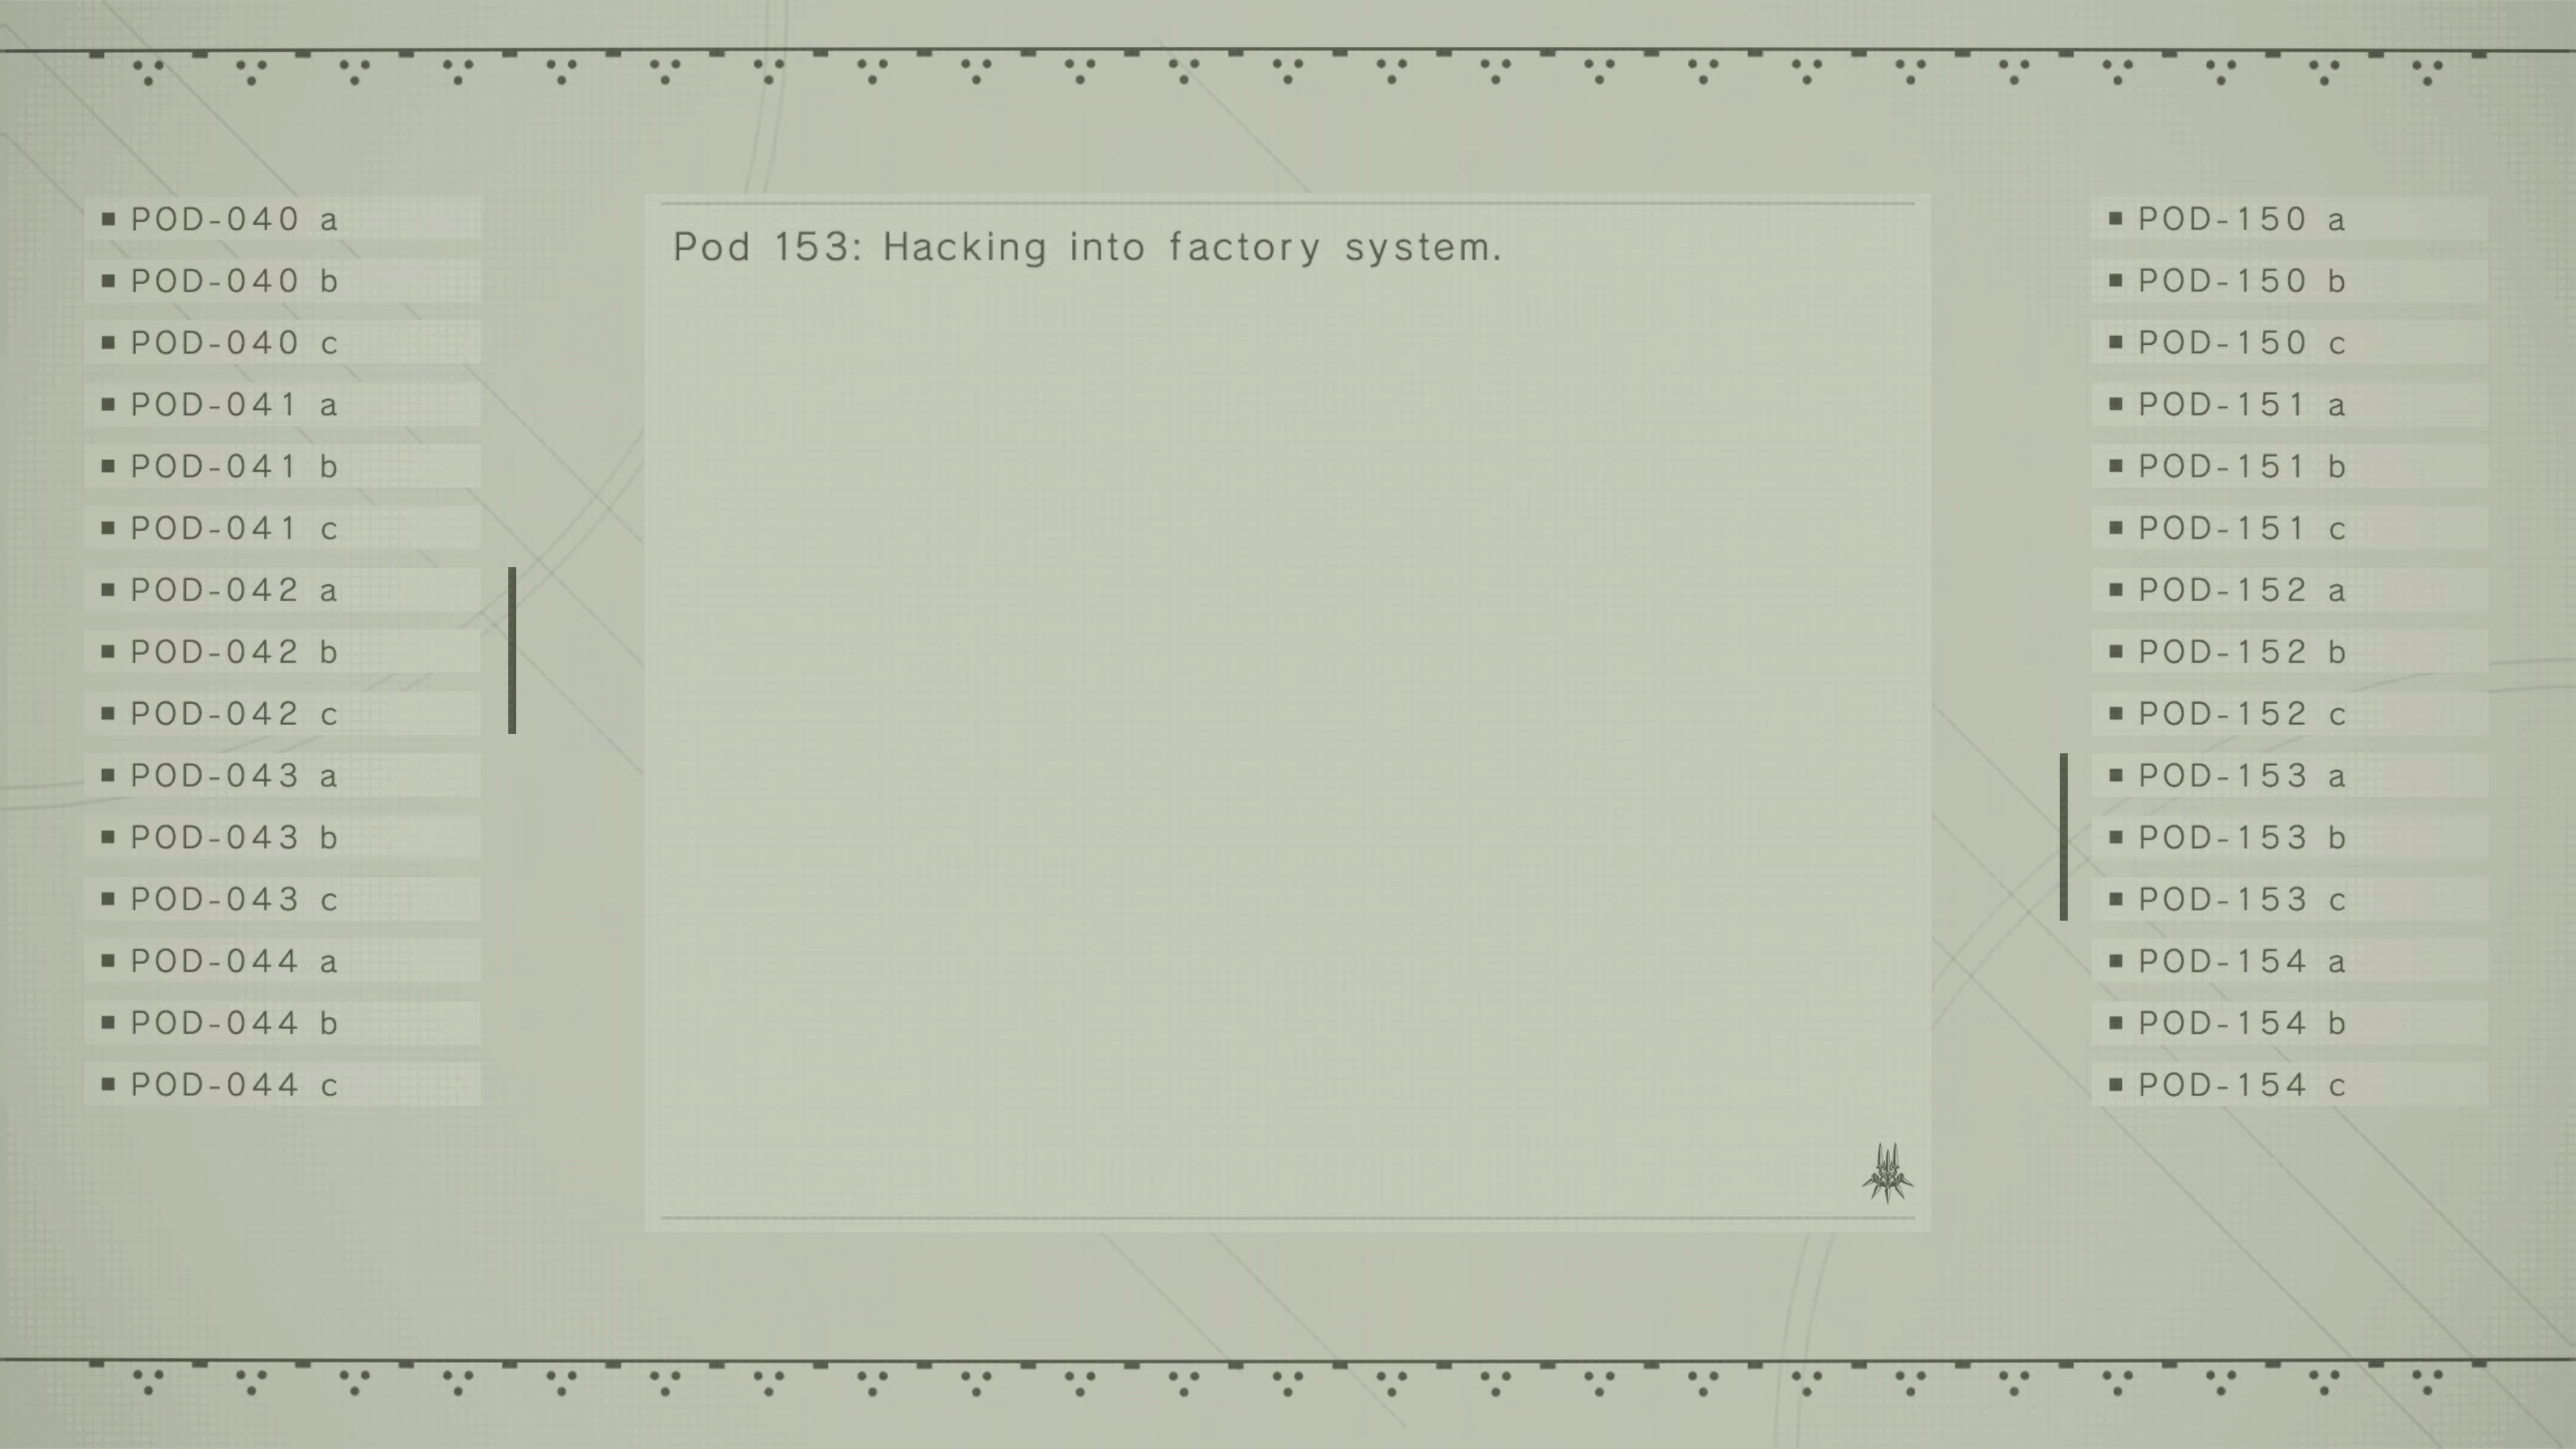 POD-040 a
POD-040 b
POD-040 c
POD-041 a
POD-041 b
POD-041 c
POD-042 a
POD-042 b
POD-042 c
POD-043 a
POD-043 b
POD-043 c
POD-044 a
POD-044 b
POD-044 c
Pod 153: Hacking into factory system.
POD-150 a
POD-150 b
POD-150 c
POD-151 a
POD-151 b
POD-151 c
POD-152 a
POD-152 b
POD-152 c
POD-153 a
POD-153 b
POD-153 c
POD-154 a
POD-154 b
POD-154 c